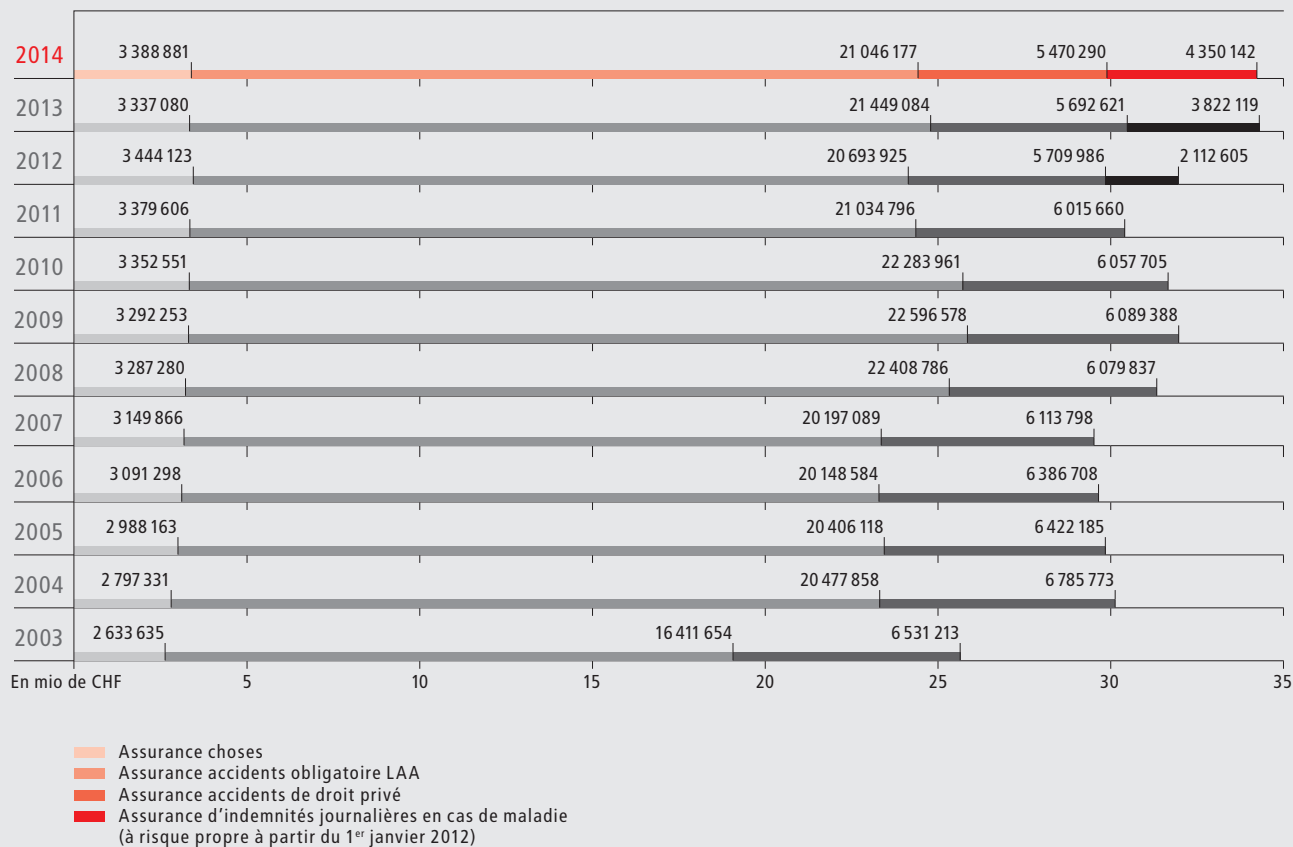 2014 3 388 881 21 046 177 5 470 290 4 350 142
2013 3 337 080 21 449 084 5 692 621 3 822 119
2012 3 444 123 20 693 925 5 709 986 2 112 605
2011 3 379 606 21 034 796 6 015 660
2010 3 352 551 22 283 961 6 057 705
2009 3 292 253 22 596 578 6 089 388
2008 3 287 280 22 408 786 6 079 837
2007 3 149 866 20 197 089 6 113 798
2006 3 091 298 20 148 584 6 386 708
2005 2 988 163 20 406 118 6 422 185
2004 2 797 331 20 477 858 6 785 773
2003 2 633 635 16 411 654 6 531 213
En mio de CHF 5 10 15 20 25 30 35
Assurance choses
Assurance accidents obligatoire LAA
Assurance accidents de droit privé
Assurance d’indemnités journalières en cas de maladie
(à risque propre à partir du 1er janvier 2012)